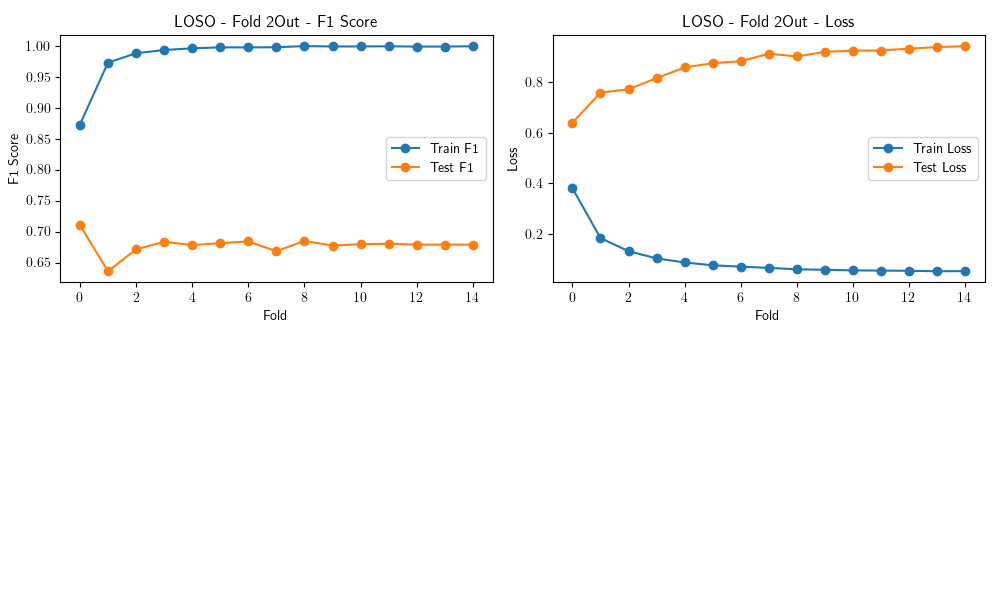 LOSO - Fold 2Out - F1 Score
F1 Score
1.00
0.95
0.90
0.85
0.80
0.75
0.70
0.65
Train F1
Test F1
0 2 4 6 8 10 12 14
Fold
LOSO - Fold 2Out - Loss
Loss
0.8
0.6
0.4
0.2
Train Loss
Test Loss
0 2 4 6 8 10 12 14
Fold